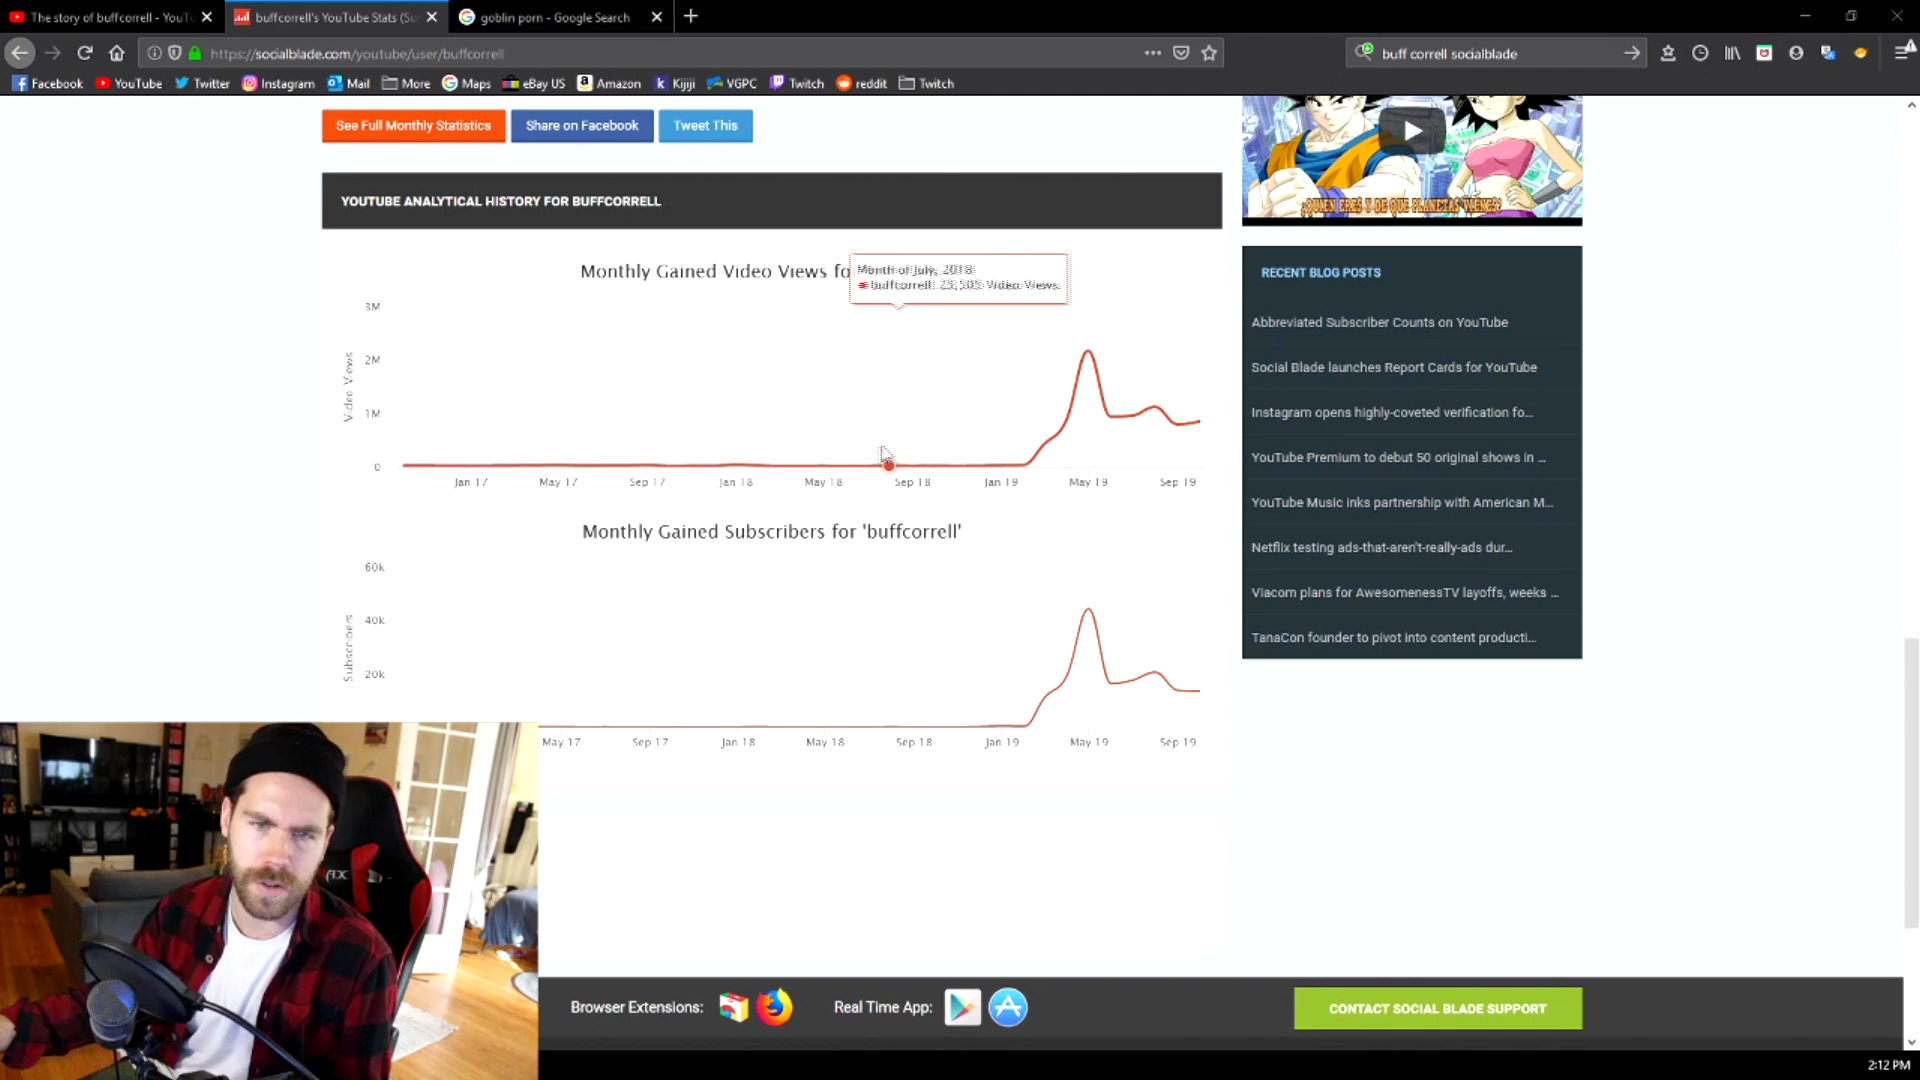 The story of buffcorrell - YouT
buffcorrell's YouTube Stats (Su
goblin porn - Google Search
https://socialblade.com/youtube/user/buffcorrell
buff correll socialblade
Facebook YouTube Twitter Instagram Mail More Maps eBay US Amazon Kijiji VGPC Twitch reddit Twitch
See Full Monthly Statistics Share on Facebook Tweet This
¿QUIEN ERES Y DE QUE PLANETAS VIENES?
YOUTUBE ANALYTICAL HISTORY FOR BUFFCORRELL
Monthly Gained Video Views fo
Month of July, 2018
buffcorrell: Video Views
3M
2M
1M
0
Video Views
Jan 17 May 17 Sep 17 Jan 18 May 18 Sep 18 Jan 19 May 19 Sep 19
Monthly Gained Subscribers for 'buffcorrell'
60k
40k
20k
Subscribers
May 17 Sep 17 Jan 18 May 18 Sep 18 Jan 19 May 19 Sep 19
RECENT BLOG POSTS
Abbreviated Subscriber Counts on YouTube
Social Blade launches Report Cards for YouTube
Instagram opens highly-coveted verification fo...
YouTube Premium to debut 50 original shows in ...
YouTube Music inks partnership with American M...
Netflix testing ads-that-aren't-really-ads dur...
Viacom plans for AwesomenessTV layoffs, weeks ...
TanaCon founder to pivot into content producti...
Browser Extensions: Real Time App:
CONTACT SOCIAL BLADE SUPPORT
2:12 PM